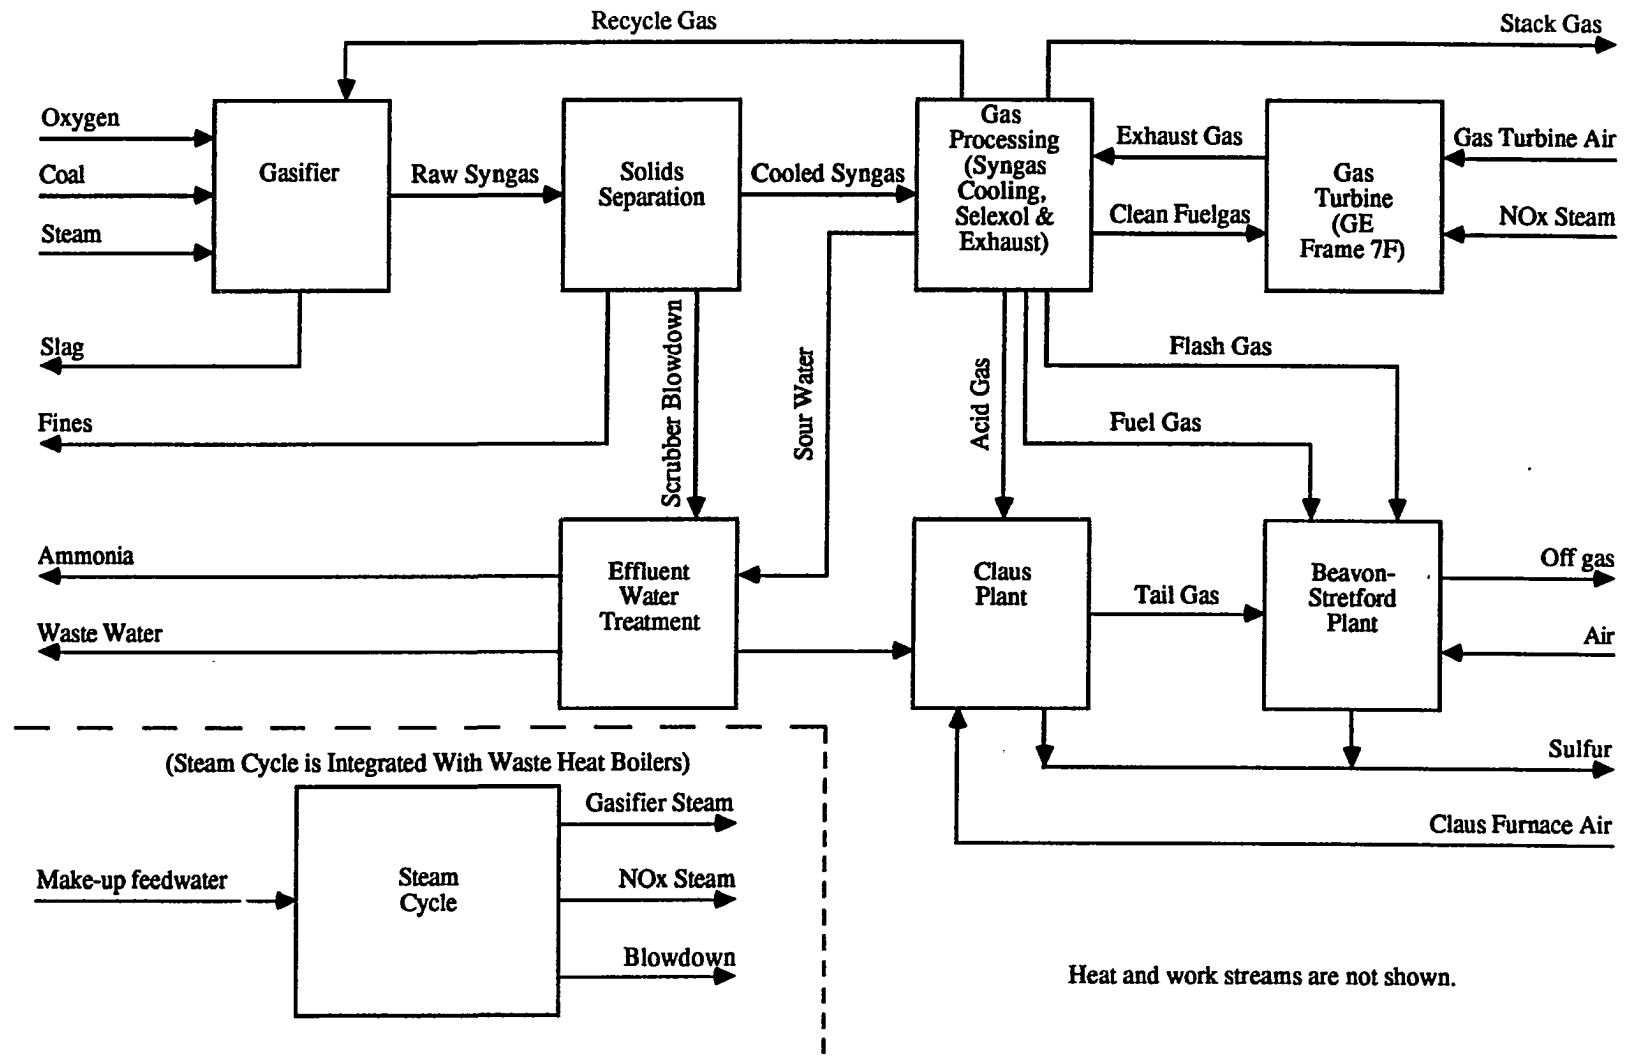 Recycle Gas
Stack Gas
Oxygen
Coal
Steam
Gasifier
Raw Syngas
Solids
Separation
Cooled Syngas
Gas
Processing
(Syngas
Cooling,
Selexol &
Exhaust)
Exhaust Gas
Clean Fuelgas
Gas
Turbine
(GE
Frame 7F)
Gas Turbine Air
NOx Steam
Slag
Fines
Scrubber Blowdown
Sour Water
Acid Gas
Flash Gas
Fuel Gas
Ammonia
Waste Water
Effluent
Water
Treatment
Claus
Plant
Tail Gas
Beavon-
Stretford
Plant
Off gas
Air
Sulfur
Claus Furnace Air
(Steam Cycle is Integrated With Waste Heat Boilers)
Make-up feedwater
Steam
Cycle
Gasifier Steam
NOx Steam
Blowdown
Heat and work streams are not shown.